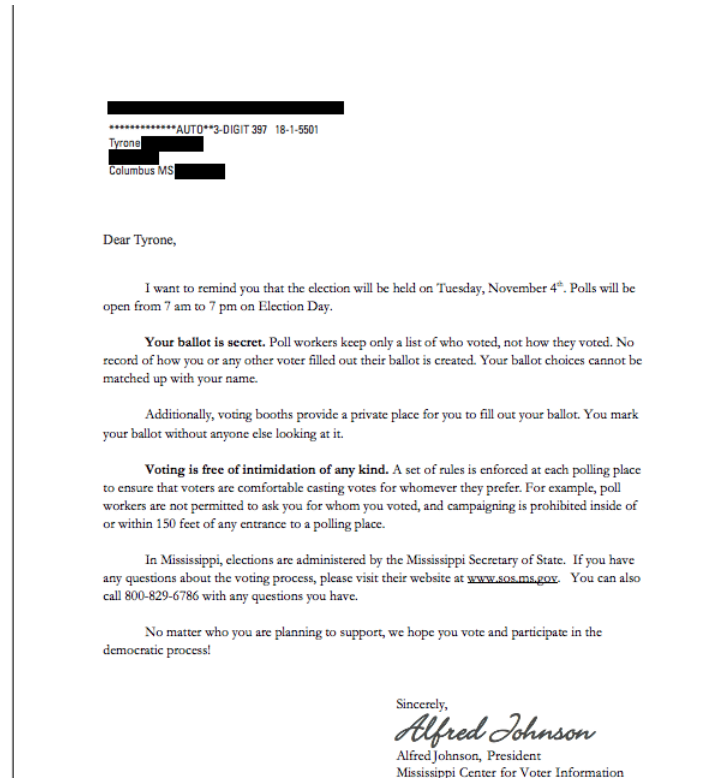 *************AUTO**3-DIGIT 397 18-1-5501
Tyrone
Columbus MS
Dear Tyrone,
I want to remind you that the election will be held on Tuesday, November 4th. Polls will be
open from 7 am to 7 pm on Election Day.
Your ballot is secret. Poll workers keep only a list of who voted, not how they voted. No
record of how you or any other voter filled out their ballot is created. Your ballot choices cannot be
matched up with your name.
Additionally, voting booths provide a private place for you to fill out your ballot. You mark
your ballot without anyone else looking at it.
Voting is free of intimidation of any kind. A set of rules is enforced at each polling place
to ensure that voters are comfortable casting votes for whomever they prefer. For example, poll
workers are not permitted to ask you for whom you voted, and campaigning is prohibited inside of
or within 150 feet of any entrance to a polling place.
In Mississippi, elections are administered by the Mississippi Secretary of State. If you have
any questions about the voting process, please visit their website at www.sos.ms.gov. You can also
call 800-829-6786 with any questions you have.
No matter who you are planning to support, we hope you vote and participate in the
democratic process!
Sincerely,
Alfred Johnson
Alfred Johnson, President
Mississippi Center for Voter Information